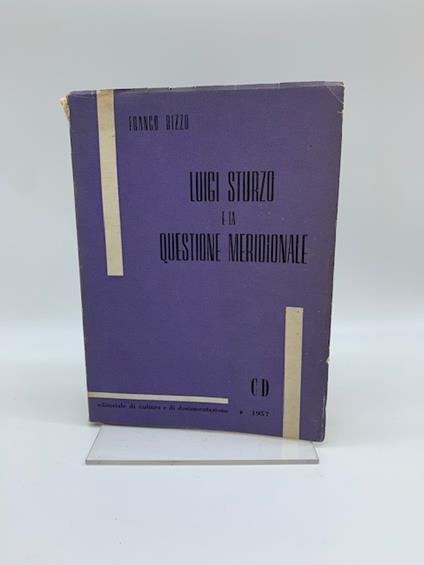 FRANCO RIZZO
LUIGI STURZO
E LA
QUESTIONE MERIDIONALE
CD
editoriale di cultura e di documentazione • 1957